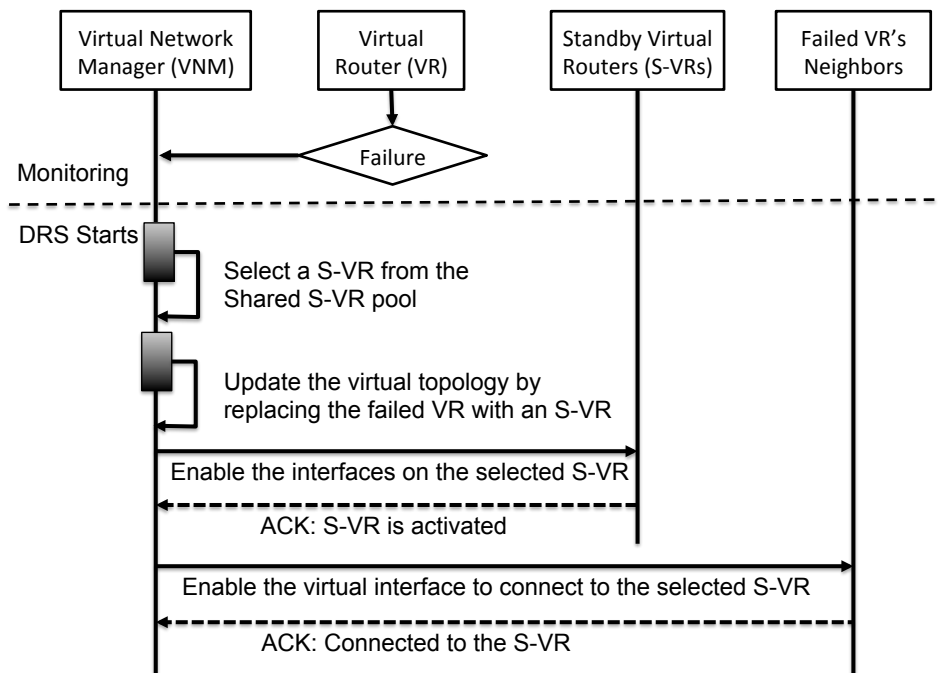 Virtual Network
Manager (VNM)
Virtual
Router (VR)
Standby Virtual
Routers (S-VRs)
Failed VR's
Neighbors
Failure
Monitoring
DRS Starts
Select a S-VR from the
Shared S-VR pool
Update the virtual topology by
replacing the failed VR with an S-VR
Enable the interfaces on the selected S-VR
ACK: S-VR is activated
Enable the virtual interface to connect to the selected S-VR
ACK: Connected to the S-VR